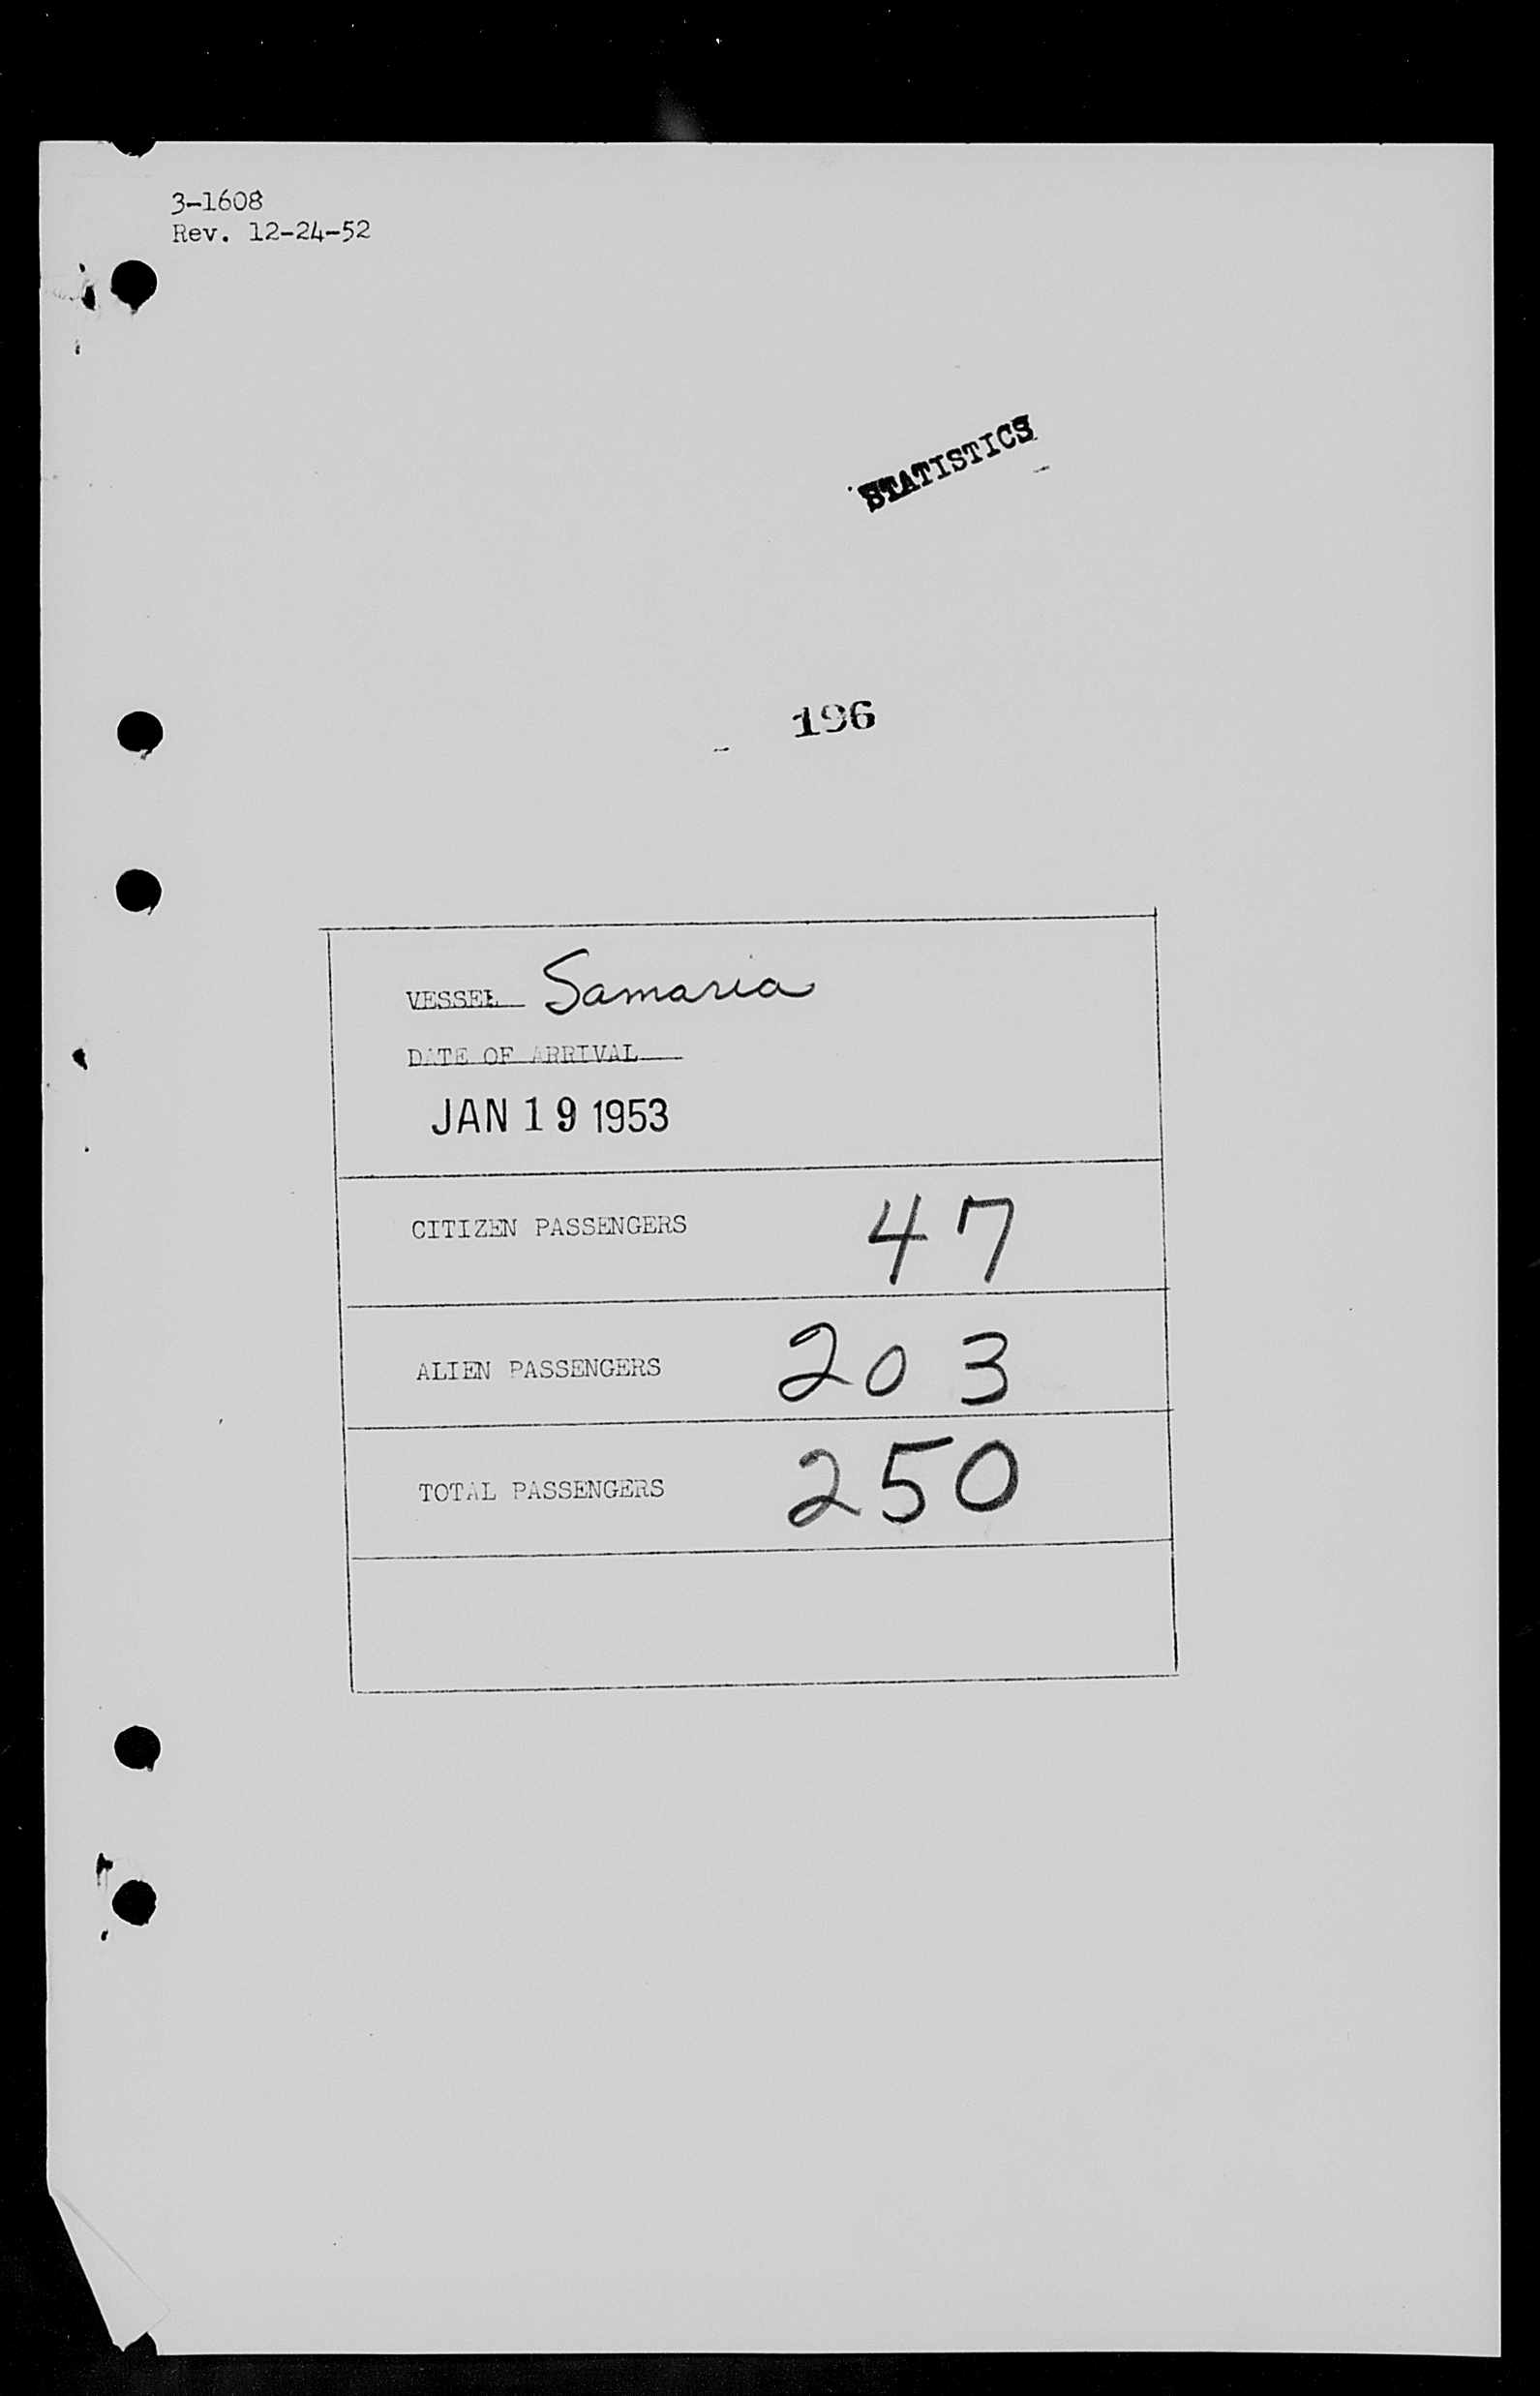 3-1608
Rev. 12-24-52
STATISTICS
196
VESSEL Samaria
DATE OF ARRIVAL
JAN 19 1953
CITIZEN PASSENGERS 47
ALIEN PASSENGERS 203
TOTAL PASSENGERS 250